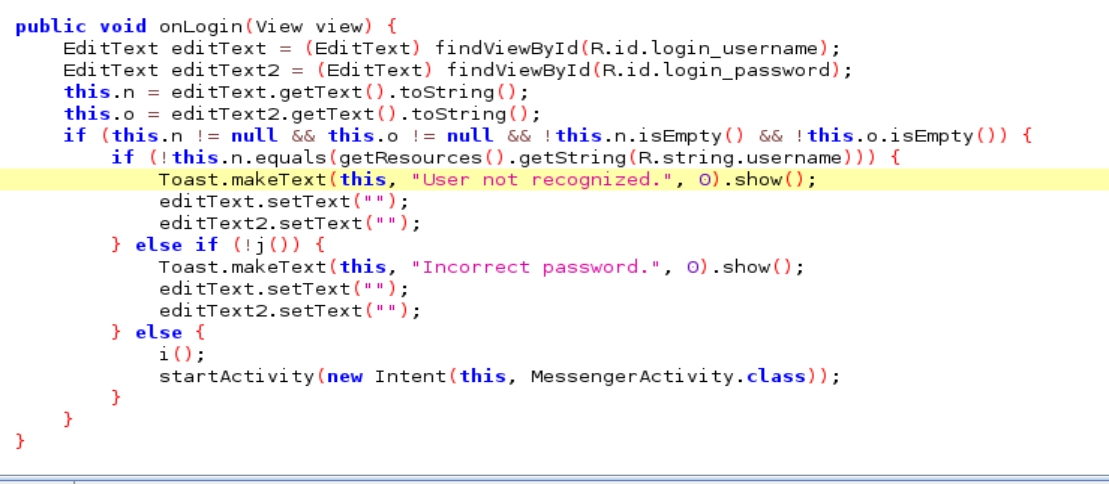 public void onLogin(View view) {
    EditText editText = (EditText) findViewById(R.id.login_username);
    EditText editText2 = (EditText) findViewById(R.id.login_password);
    this.n = editText.getText().toString();
    this.o = editText2.getText().toString();
    if (this.n != null && this.o != null && !this.n.isEmpty() && !this.o.isEmpty()) {
        if (!this.n.equals(getResources().getString(R.string.username))) {
            Toast.makeText(this, "User not recognized.", 0).show();
            editText.setText("");
            editText2.setText("");
        } else if (!j()) {
            Toast.makeText(this, "Incorrect password.", 0).show();
            editText.setText("");
            editText2.setText("");
        } else {
            i();
            startActivity(new Intent(this, MessengerActivity.class));
        }
    }
}